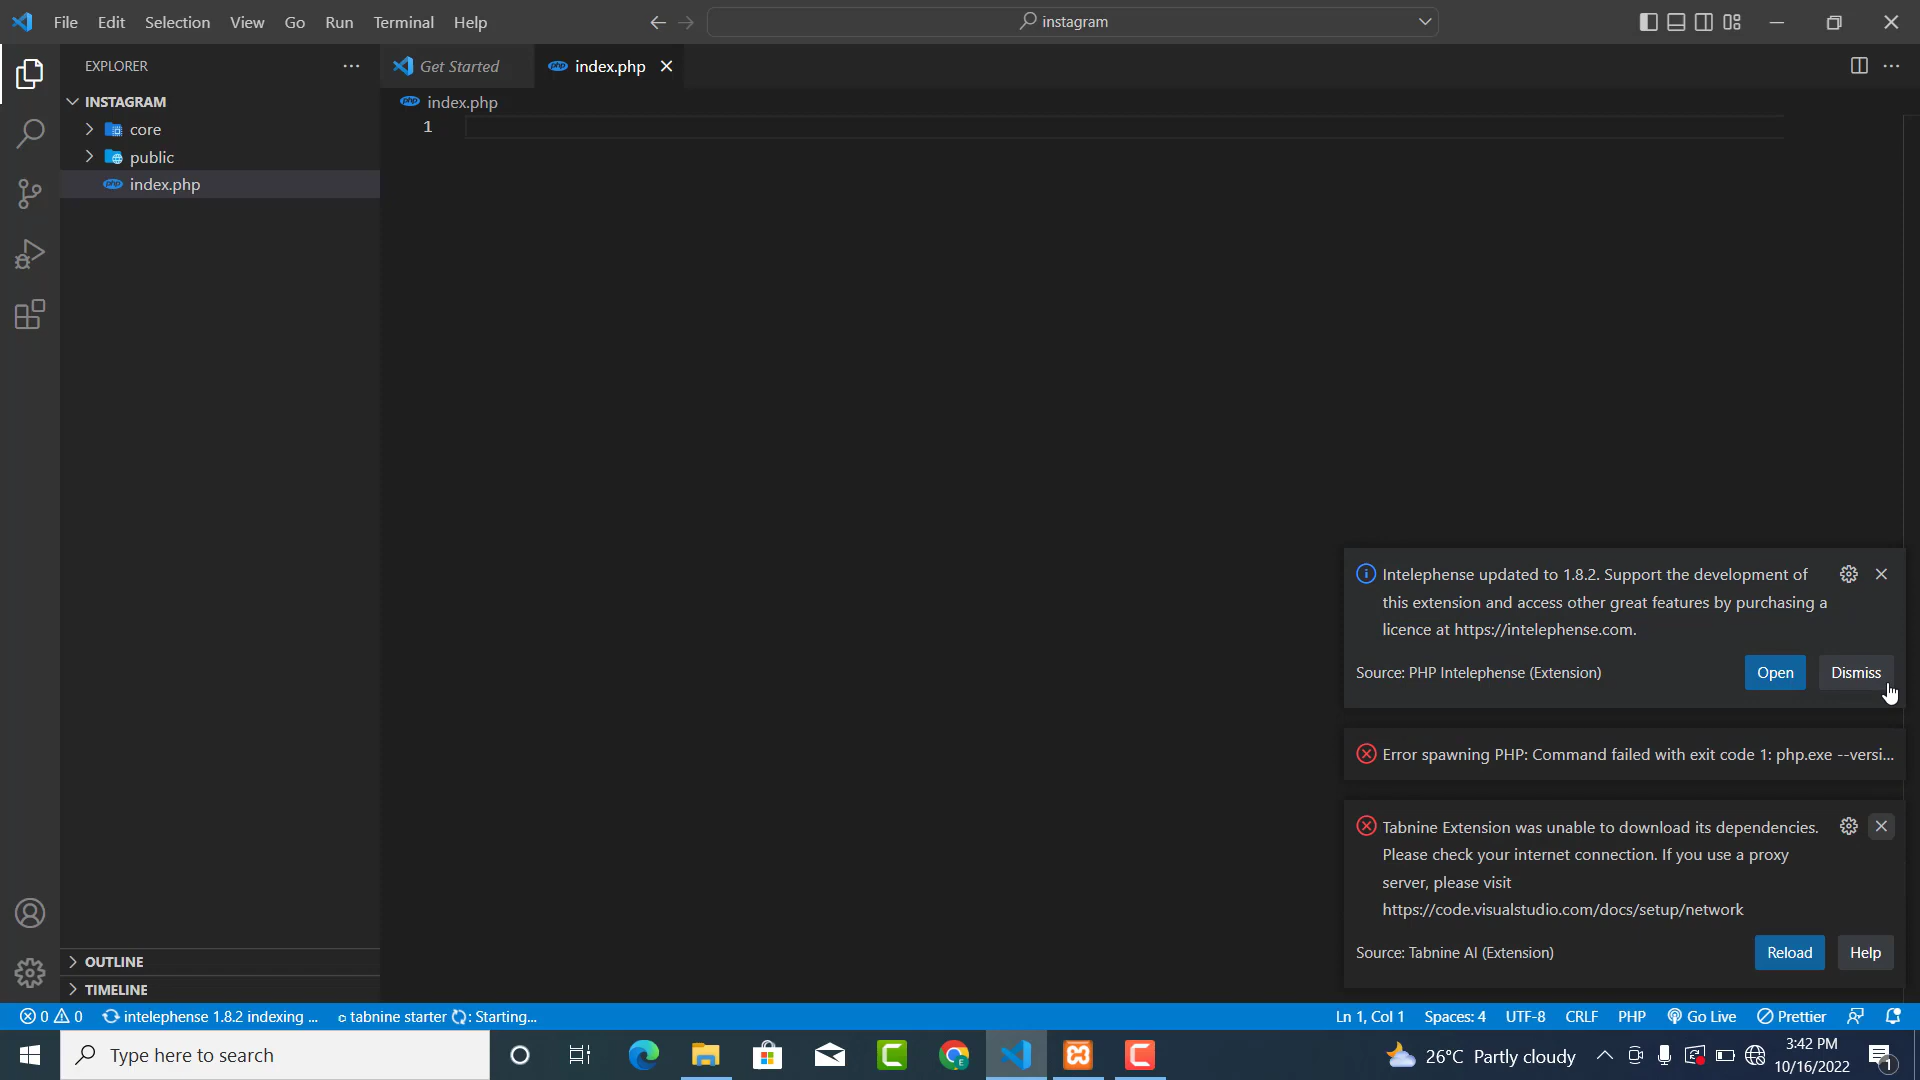 File Edit Selection View Go Run Terminal Help
instagram
EXPLORER
Get Started
index.php
INSTAGRAM
index.php
core
1
public
index.php
Intelephense updated to 1.8.2. Support the development of
this extension and access other great features by purchasing a
licence at https://intelephense.com.
Source: PHP Intelephense (Extension)
Open
Dismiss
Error spawning PHP: Command failed with exit code 1: php.exe --versi...
Tabnine Extension was unable to download its dependencies.
Please check your internet connection. If you use a proxy
server, please visit
https://code.visualstudio.com/docs/setup/network
Source: Tabnine AI (Extension)
Reload
Help
OUTLINE
TIMELINE
0 0 intelephense 1.8.2 indexing ... tabnine starter : Starting...
Ln 1, Col 1 Spaces: 4 UTF-8 CRLF PHP Go Live Prettier
Type here to search
26°C Partly cloudy
3:42 PM
10/16/2022
1